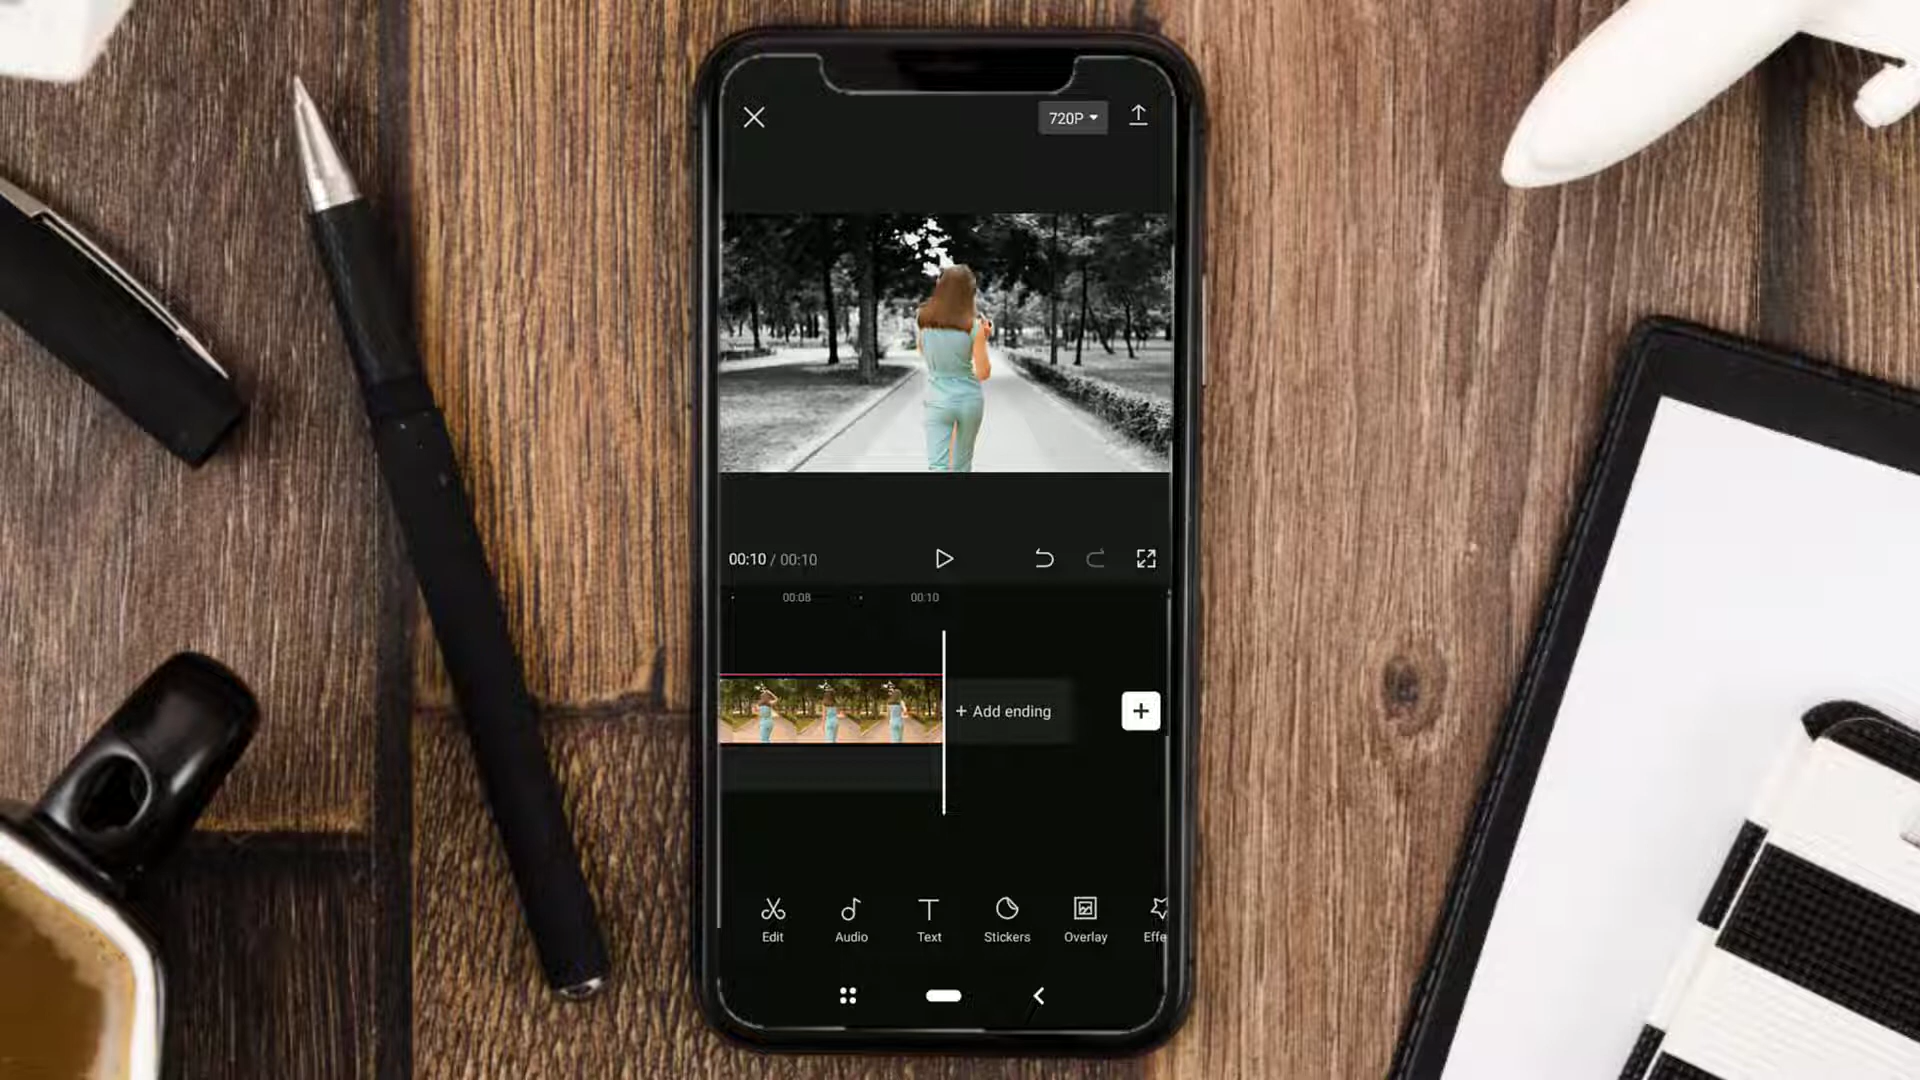 720P
00:10 / 00:10
00:08
00:10
+ Add ending
Edit
Audio
Text
Stickers
Overlay
Effe